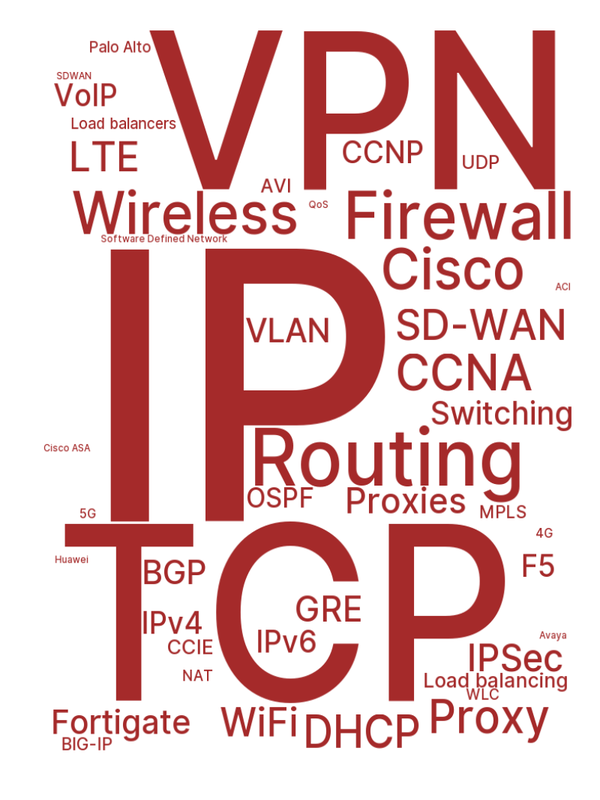 VPN
Palo Alto
SDWAN
VoIP
Load balancers
LTE
CCNP
UDP
AVI
QoS
Wireless
Firewall
Software Defined Network
Cisco
ACI
IP
VLAN
SD-WAN
CCNA
Switching
Routing
Cisco ASA
OSPF
Proxies
MPLS
5G
TCP
4G
Huawei
BGP
F5
GRE
IPv4
IPv6
CCIE
Avaya
IPSec
NAT
Load balancing
WLC
Fortigate
WiFi
DHCP
Proxy
BIG-IP